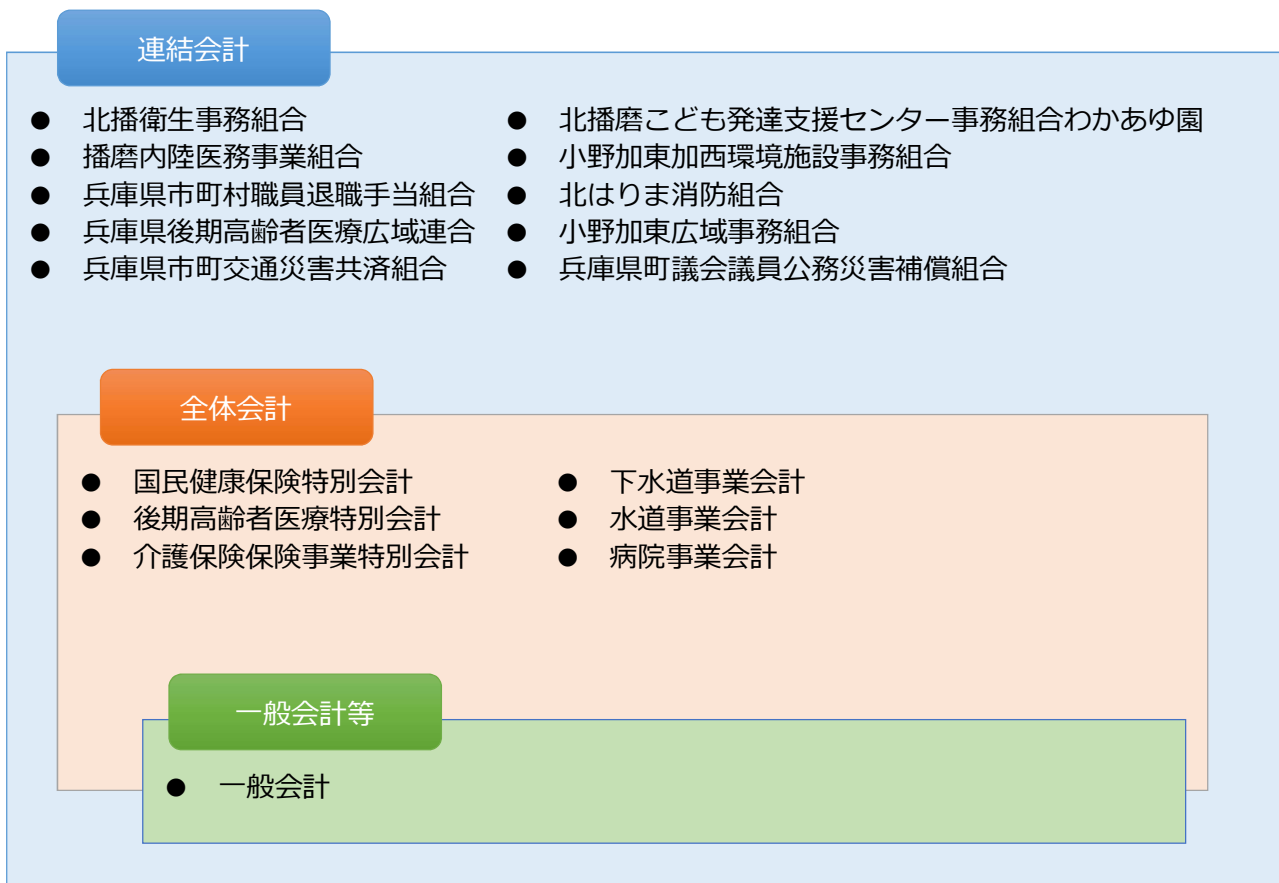 連結会計
● 北播衛生事務組合
● 播磨内陸医務事業組合
● 兵庫県市町村職員退職手当組合
● 兵庫県後期高齢者医療広域連合
● 兵庫県市町交通災害共済組合
● 北播磨こども発達支援センター事務組合わかあゆ園
● 小野加東加西環境施設事務組合
● 北はりま消防組合
● 小野加東広域事務組合
● 兵庫県町議会議員公務災害補償組合
全体会計
● 国民健康保険特別会計
● 後期高齢者医療特別会計
● 介護保険保険事業特別会計
● 下水道事業会計
● 水道事業会計
● 病院事業会計
一般会計等
● 一般会計